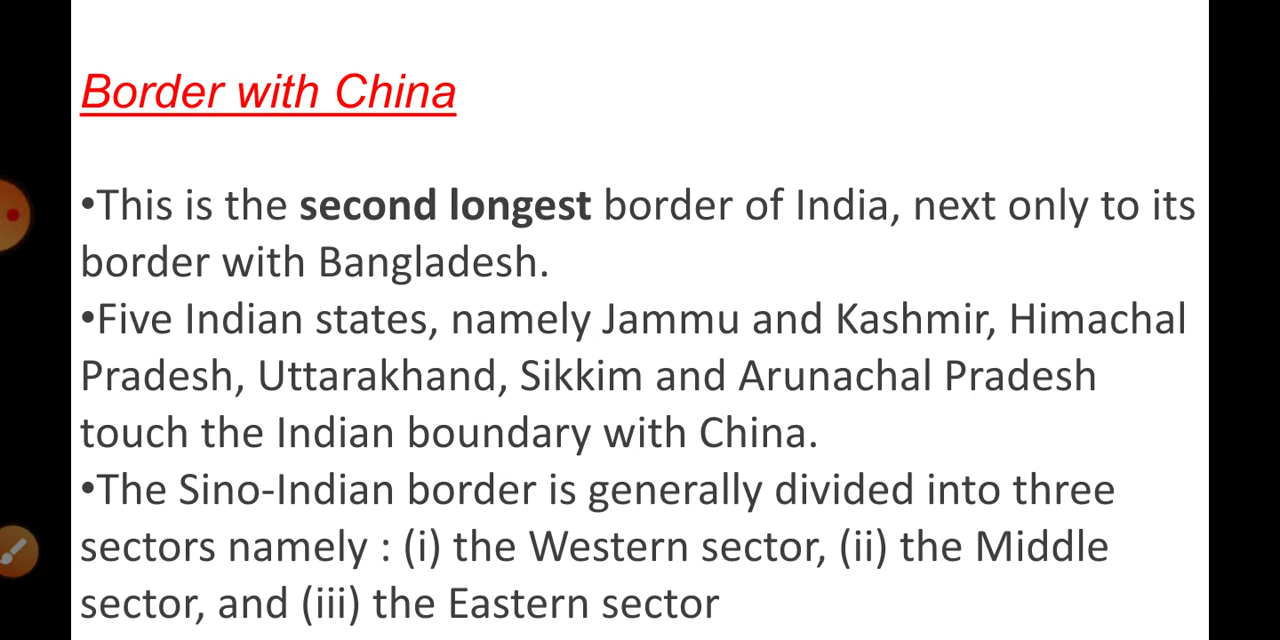 Border with China
•This is the second longest border of India, next only to its
border with Bangladesh.
•Five Indian states, namely Jammu and Kashmir, Himachal
Pradesh, Uttarakhand, Sikkim and Arunachal Pradesh
touch the Indian boundary with China.
•The Sino-Indian border is generally divided into three
sectors namely : (i) the Western sector, (ii) the Middle
sector, and (iii) the Eastern sector